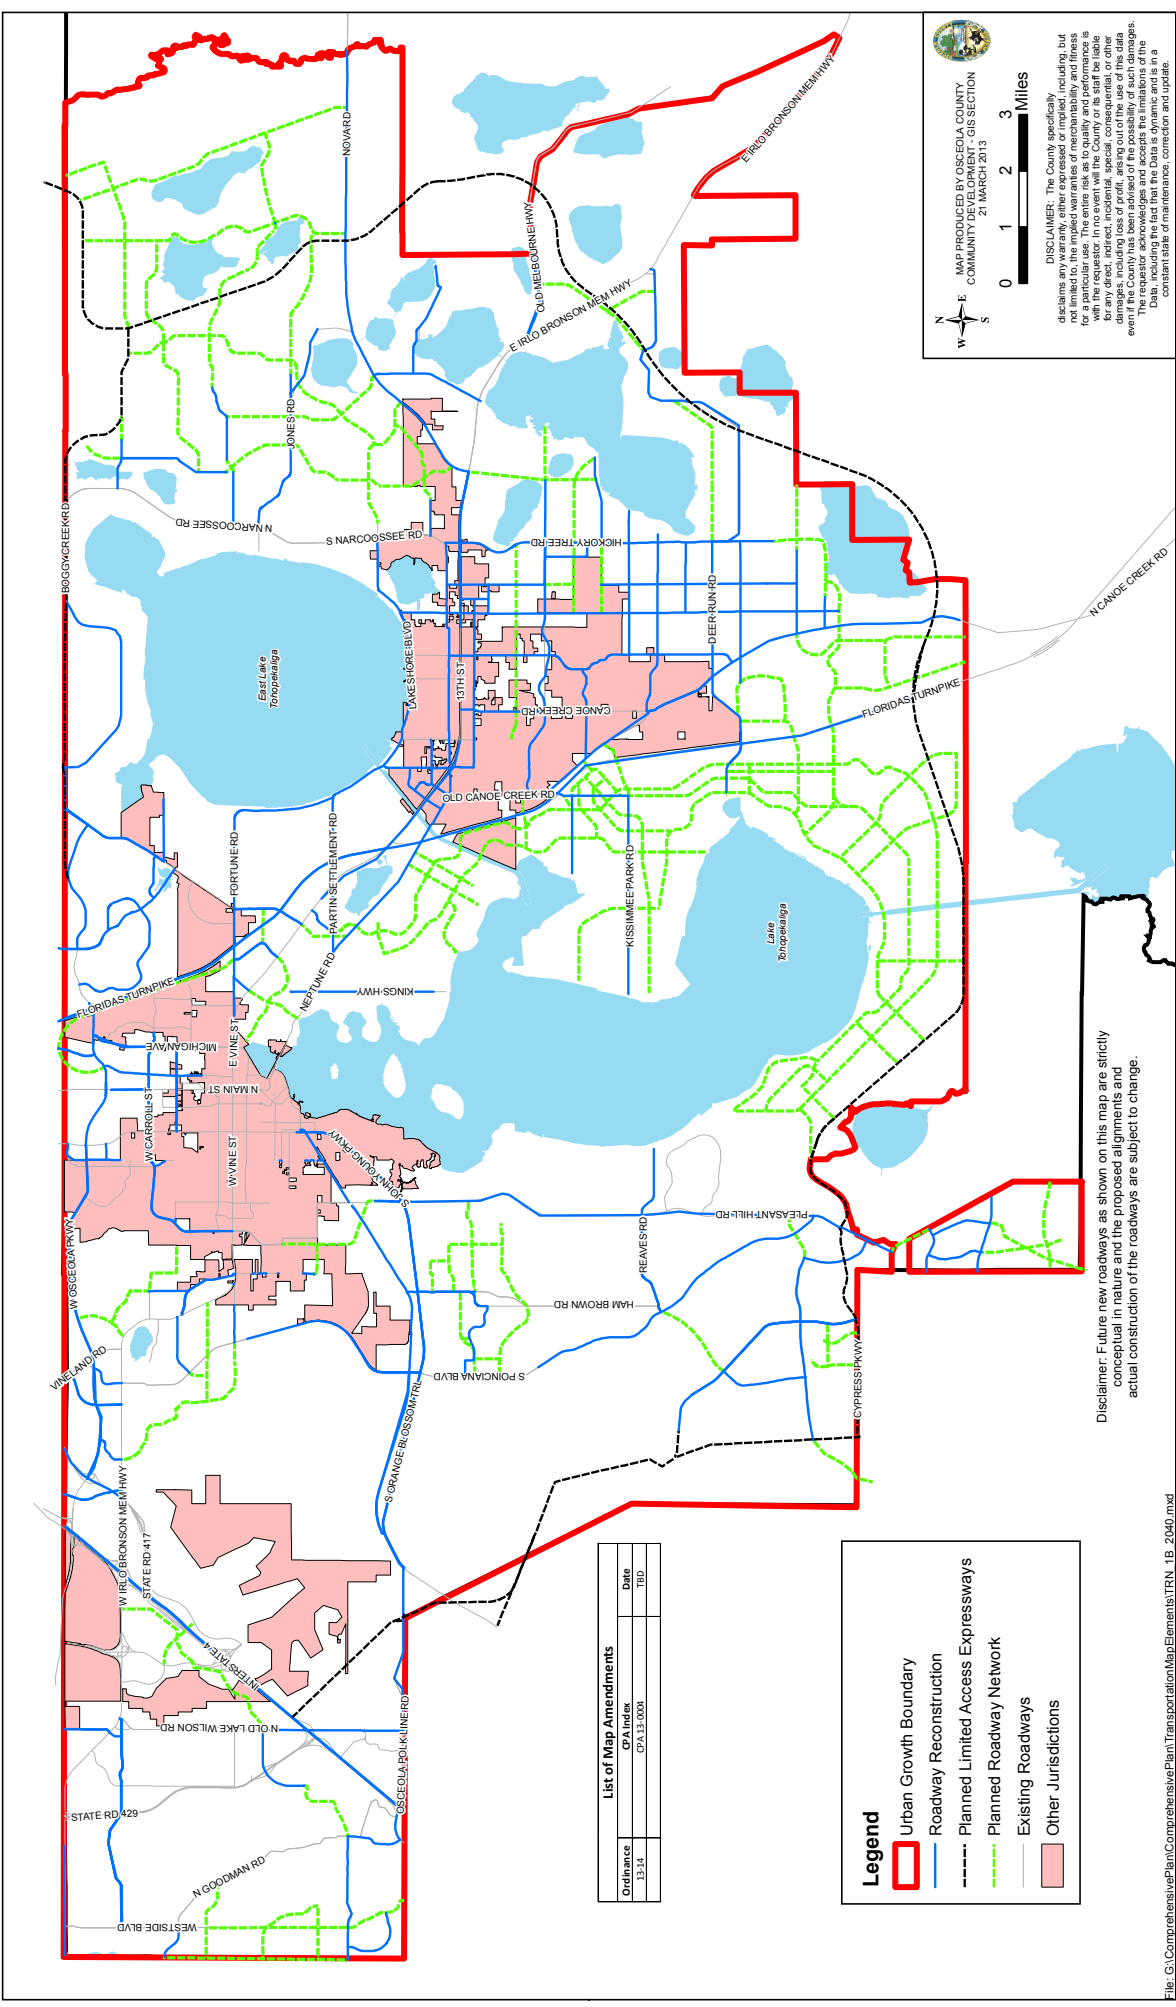 BOGGY CREEK RD
NOVA RD
JONES RD
N NARCOOSSEE RD
S NARCOOSSEE RD
East Lake
Tohopekaliga
LAKESHORE BLVD
13TH ST
HICKORY TREE RD
DEER RUN RD
CANOE CREEK RD
OLD CANOE CREEK RD
OLD MELBOURNE HWY
E IRLO BRONSON MEM HWY
E IRLO BRONSON MEM HWY
N CANOE CREEK RD
FLORIDAS TURNPIKE
FORTUNE RD
PARTIN SETTLEMENT RD
NEPTUNE RD
KISSIMMEE PARK RD
Lake
Tohopekaliga
KINGS HWY
FLORIDAS TURNPIKE
MICHIGAN AVE
E VINE ST
N MAIN ST
W CARROLL ST
W VINE ST
S JOHN YOUNG PKWY
W OSCEOLA PKWY
PLEASANT HILL RD
REAVES RD
HAM BROWN RD
S POINCIANA BLVD
CYPRESS PKWY
VINELAND RD
S ORANGE BLOSSOM TRL
W IRLO BRONSON MEM HWY
STATE RD 417
INTERSTATE 4
N OLD LAKE WILSON RD
OSCEOLA POLK LINE RD
STATE RD 429
N GOODMAN RD
WESTSIDE BLVD
List of Map Amendments
Ordinance CPA Index Date
13-14 CPA 13-0004 TBD
Legend
Urban Growth Boundary
Roadway Reconstruction
Planned Limited Access Expressways
Planned Roadway Network
Existing Roadways
Other Jurisdictions
Disclaimer: Future new roadways as shown on this map are strictly
conceptual in nature and the proposed alignments and
actual construction of the roadways are subject to change.
N
W E
S
MAP PRODUCED BY OSCEOLA COUNTY
COMMUNITY DEVELOPMENT - GIS SECTION
21 MARCH 2013
0 1 2 3
Miles
DISCLAIMER: The County specifically
disclaims any warranty, either expressed or implied, including, but
not limited to, the implied warranties of merchantability and fitness
for a particular use. The entire risk as to quality and performance is
with the requestor. In no event will the County or its staff be liable
for any direct, indirect, incidental, special, consequential, or other
damages, including loss of profit, arising out of the use of this data
even if the County has been advised of the possibility of such damages.
The requestor acknowledges and accepts the limitations of the
Data, including the fact that the Data is dynamic and is in a
constant state of maintenance, correction and update.
File: G:\ComprehensivePlan\ComprehensivePlan\TransportationMapElements\TRN_1B_2040.mxd